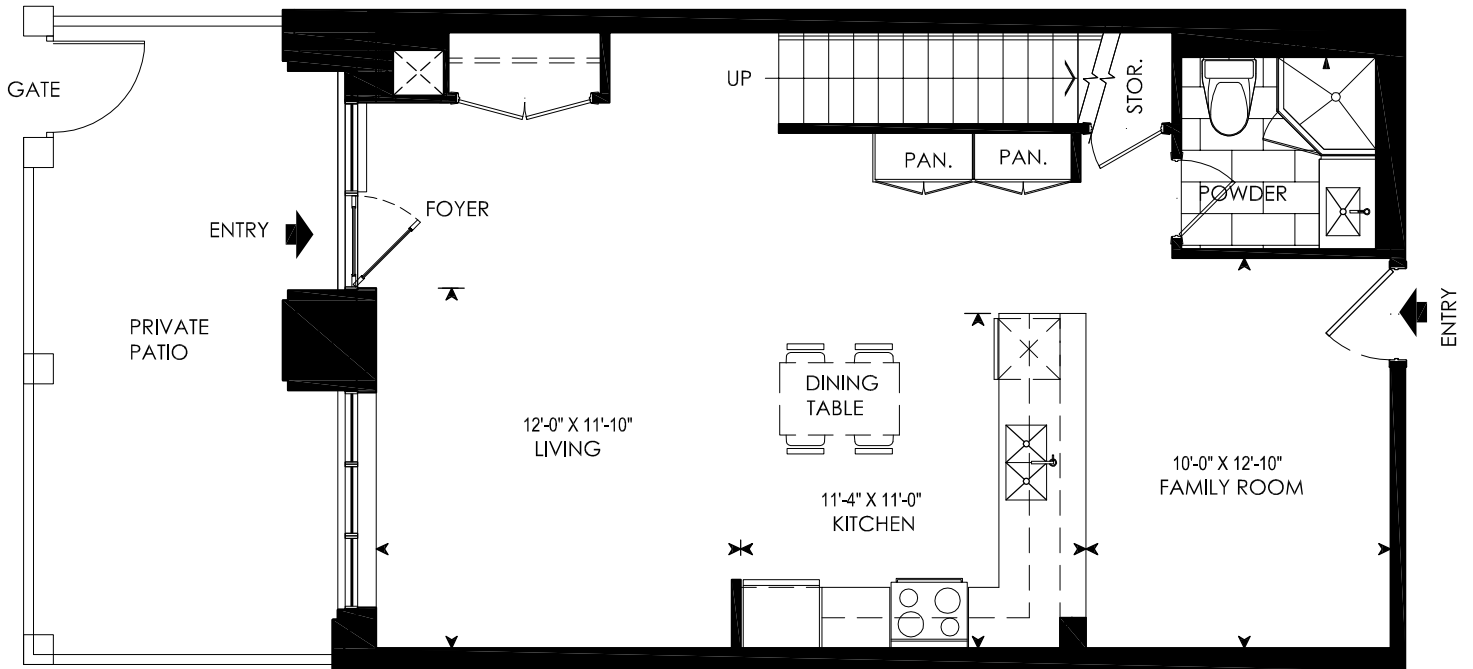 GATE
UP
STOR.
PAN.
PAN.
POWDER
FOYER
ENTRY
ENTRY
PRIVATE
PATIO
DINING
TABLE
12'-0" X 11'-10"
LIVING
11'-4" X 11'-0"
KITCHEN
10'-0" X 12'-10"
FAMILY ROOM